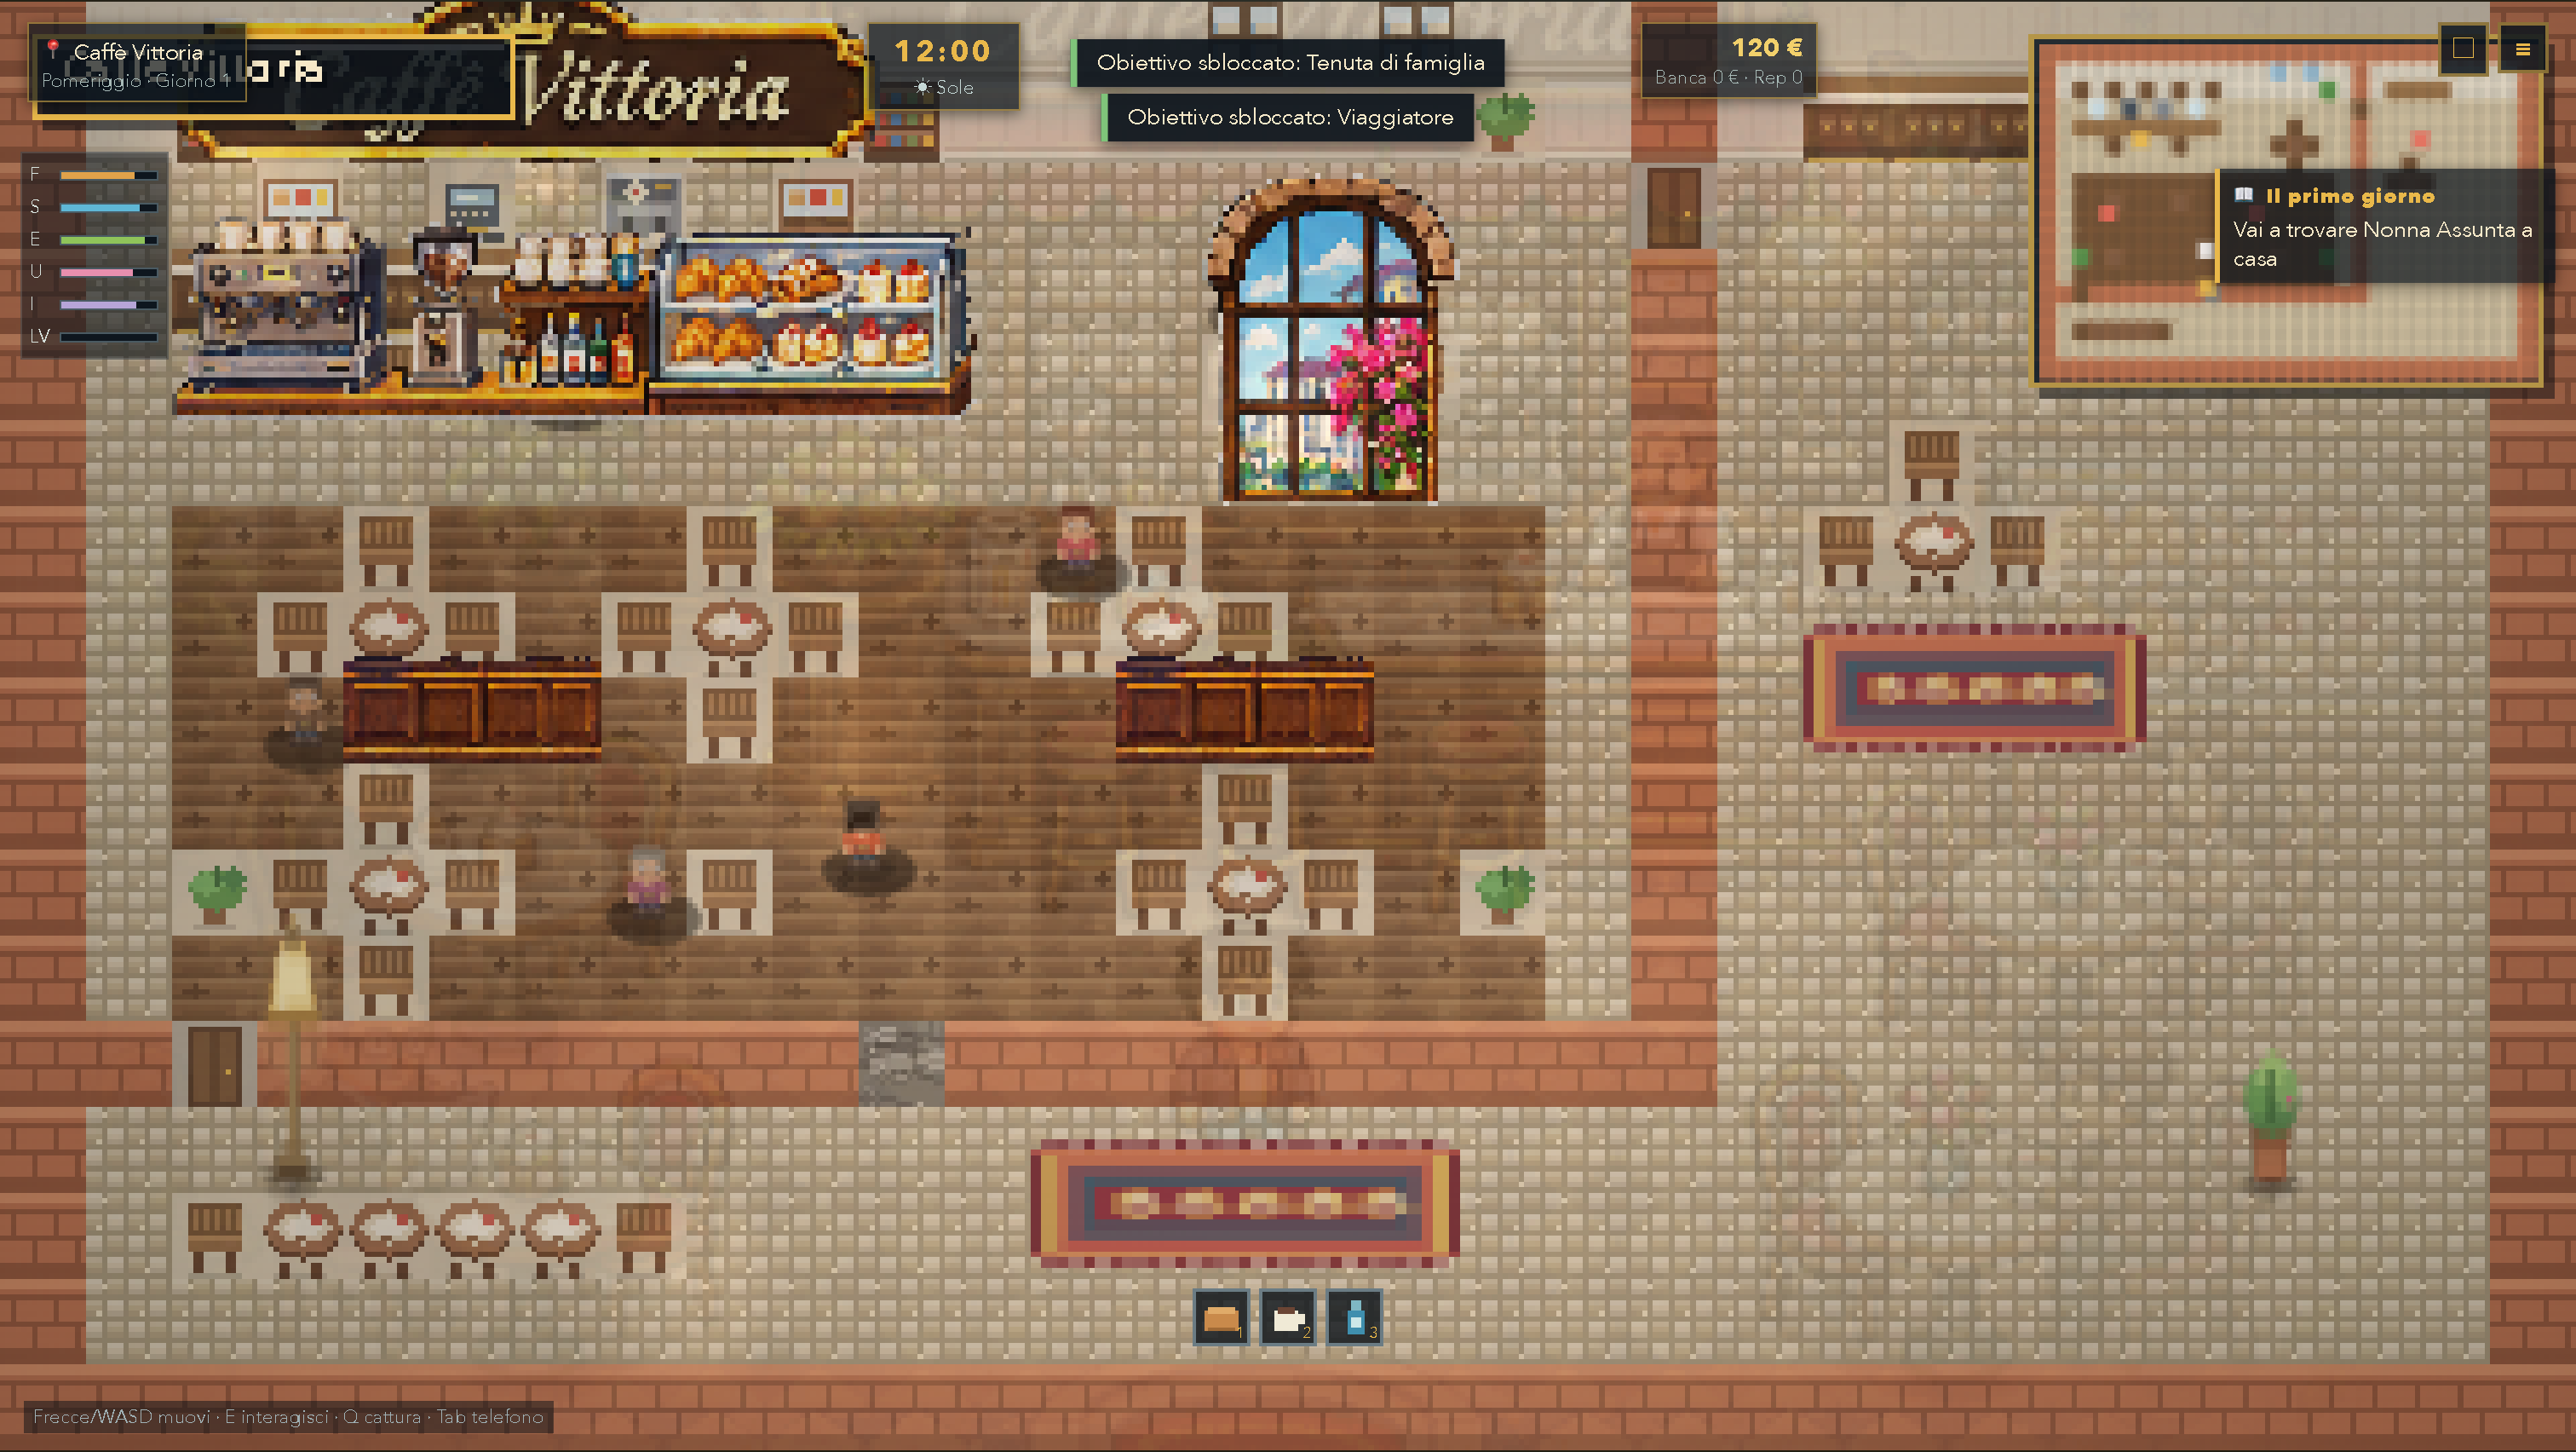 Caffè Vittoria
Pomeriggio · Giorno 1
Vittoria
12:00
Sole
Obiettivo sbloccato: Tenuta di famiglia
Obiettivo sbloccato: Viaggiatore
120 €
Banca 0 € · Rep 0
Il primo giorno
Vai a trovare Nonna Assunta a
casa
F
S
E
U
I
LV
1
2
3
Frecce/WASD muovi · E interagisci · Q cattura · Tab telefono